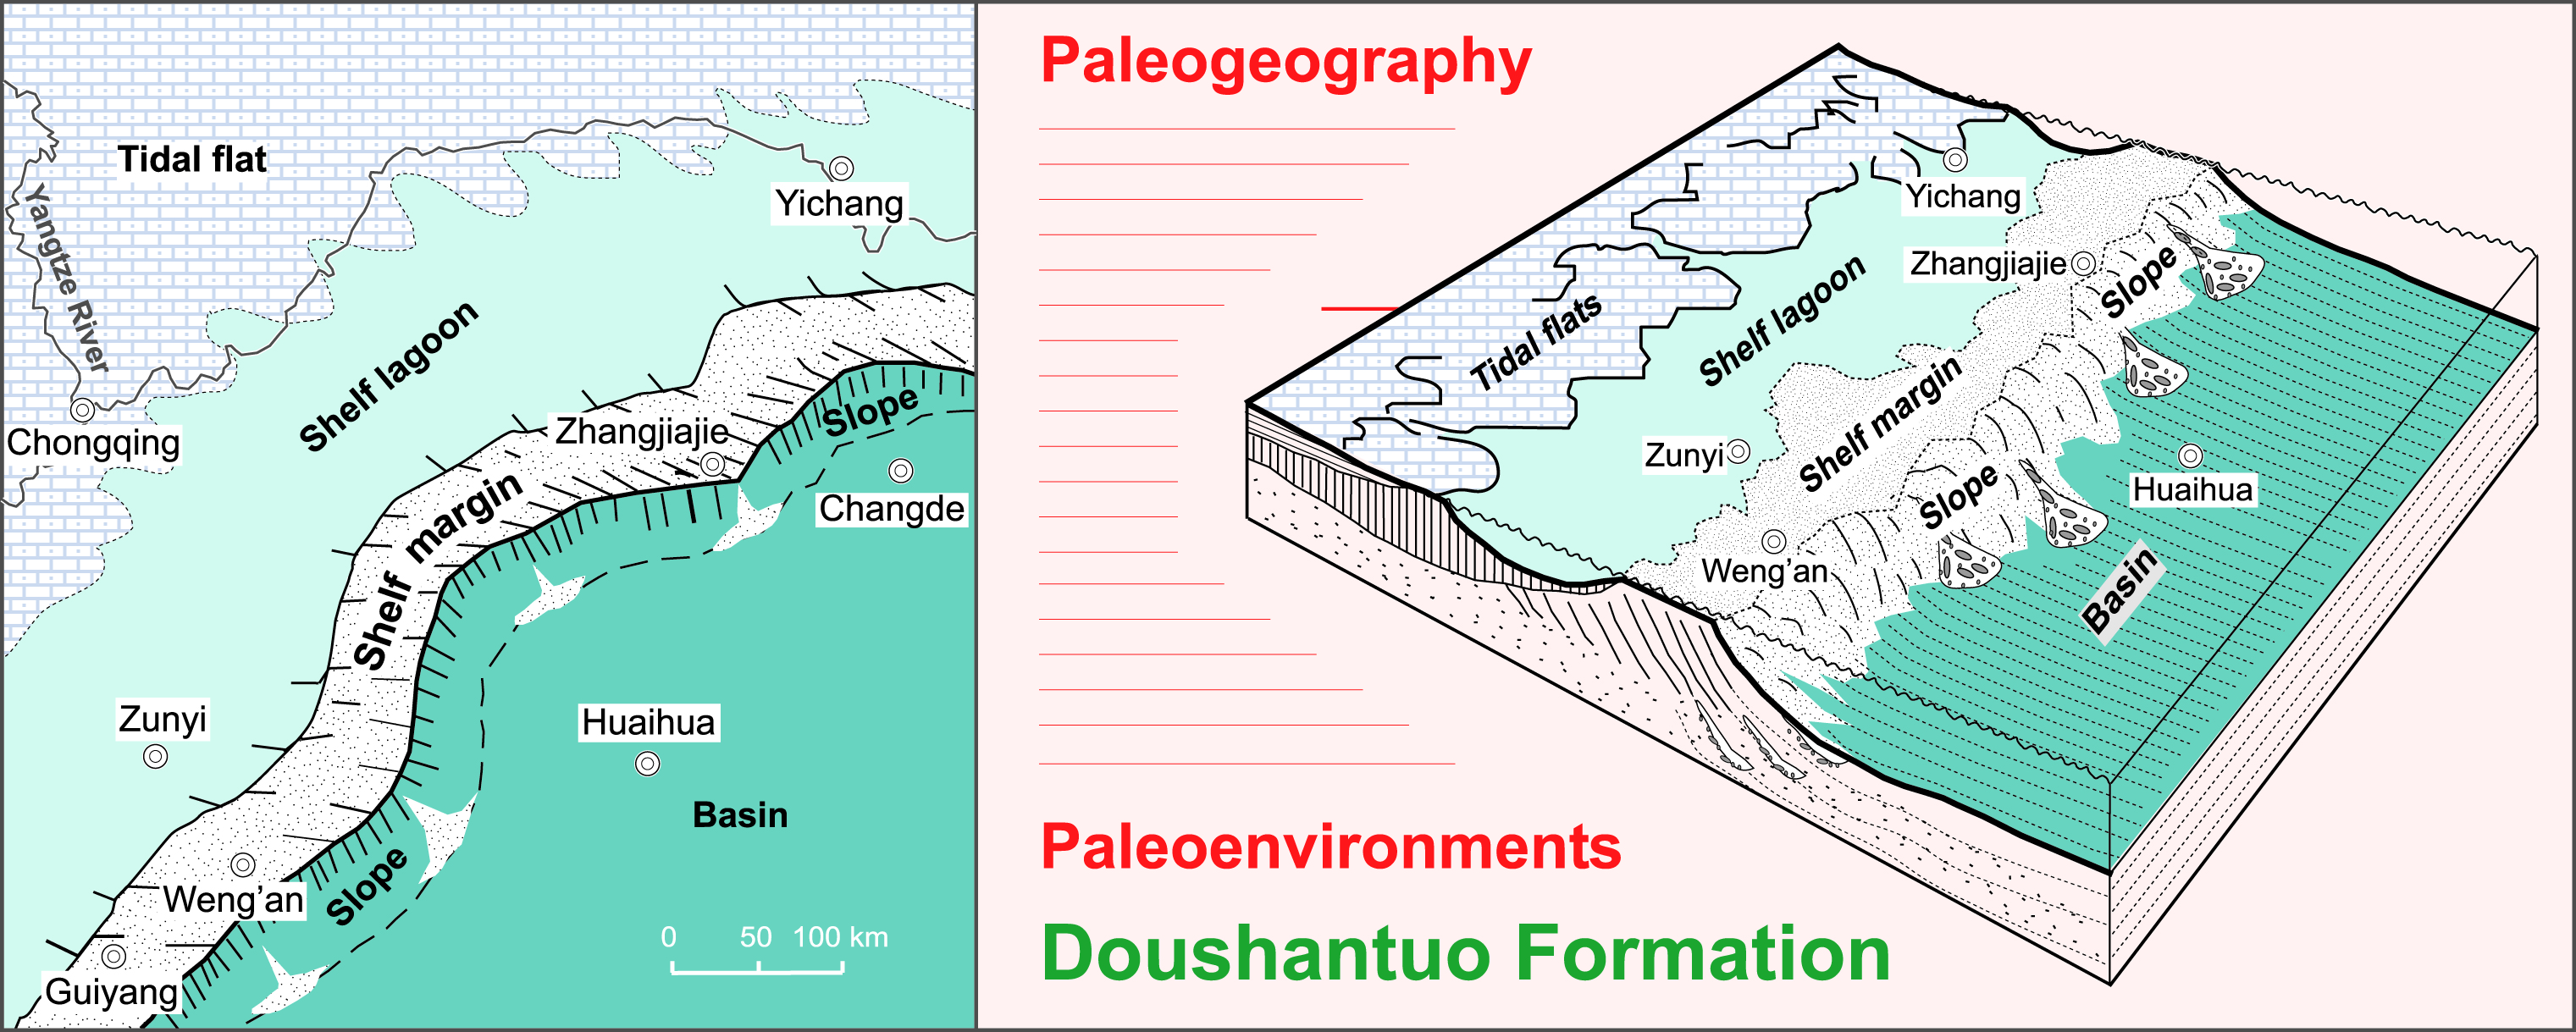 Tidal flat
Yangtze River
Yichang
Shelf lagoon
Chongqing
Zhangjiajie
Slope
Changde
Shelf margin
Zunyi
Huaihua
Basin
Weng'an
Slope
Guiyang
0 50 100 km
Paleogeography
Yichang
Zhangjiajie
Slope
Shelf lagoon
Tidal flats
Shelf margin
Zunyi
Slope
Huaihua
Weng'an
Basin
Paleoenvironments
Doushantuo Formation